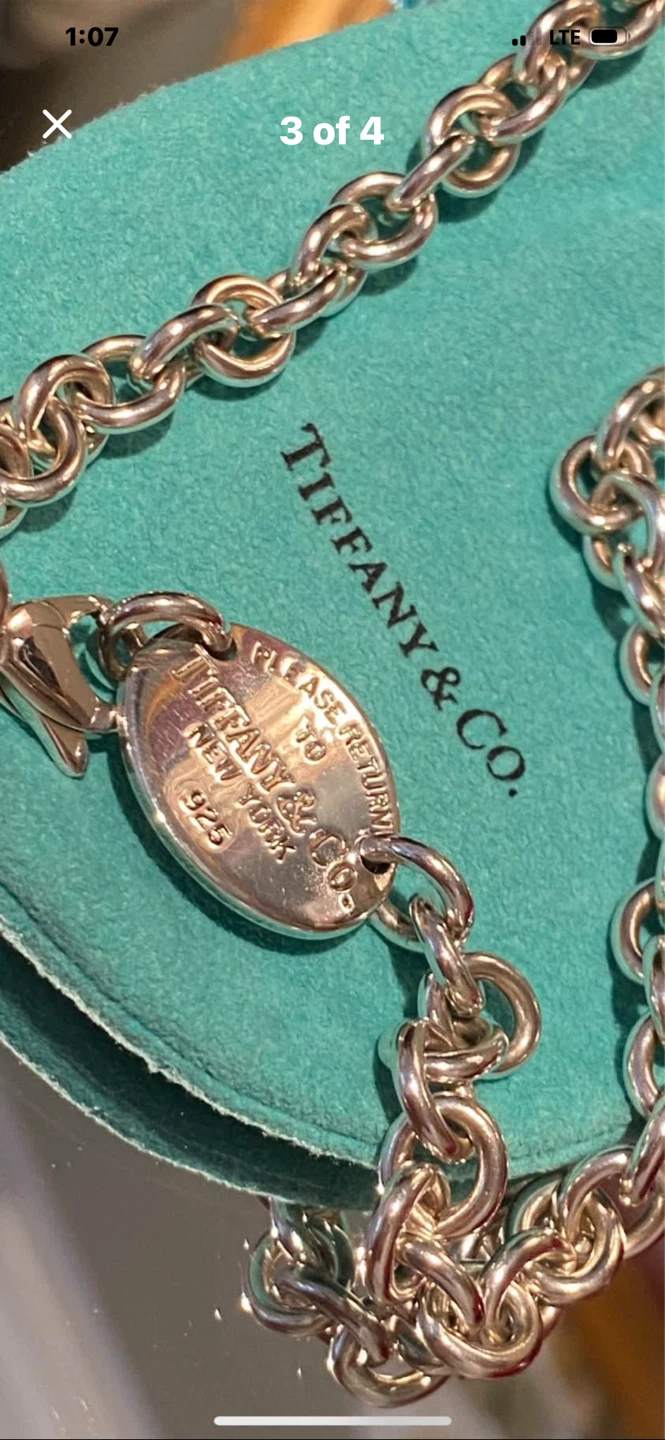 1:07
LTE
3 of 4
TIFFANY & CO.
PLEASE RETURN
TO
TIFFANY & CO.
NEW YORK
925